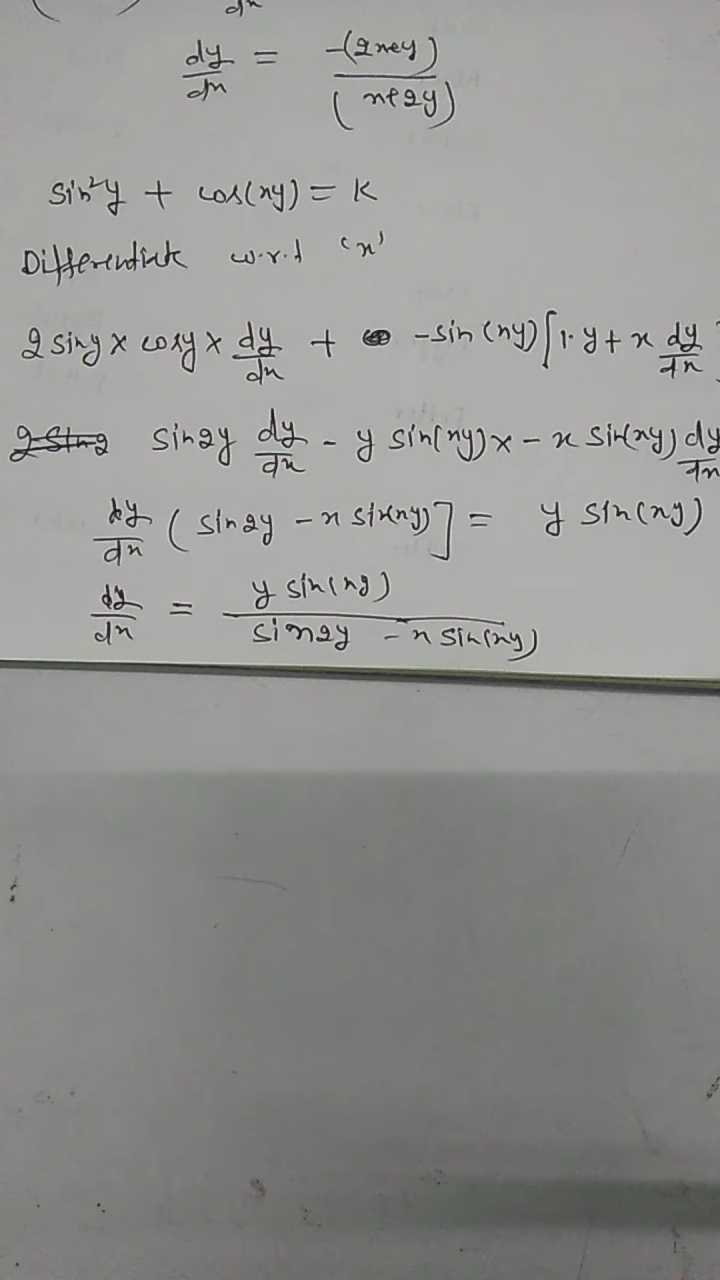 dx
dy/dx = -(2x+y)/(x+2y)
sin²y + cos(xy) = K
Differentiate w.r.t 'x'
2 siny × cosy × dy/dx + -sin(xy)[1·y + x dy/dx
sin2y dy/dx - y sin(xy) × - x sin(xy) dy/dx
dy/dx (sin2y - x sin(xy)] = y sin(xy)
dy/dx = y sin(xy)/sin2y - x sin(xy)